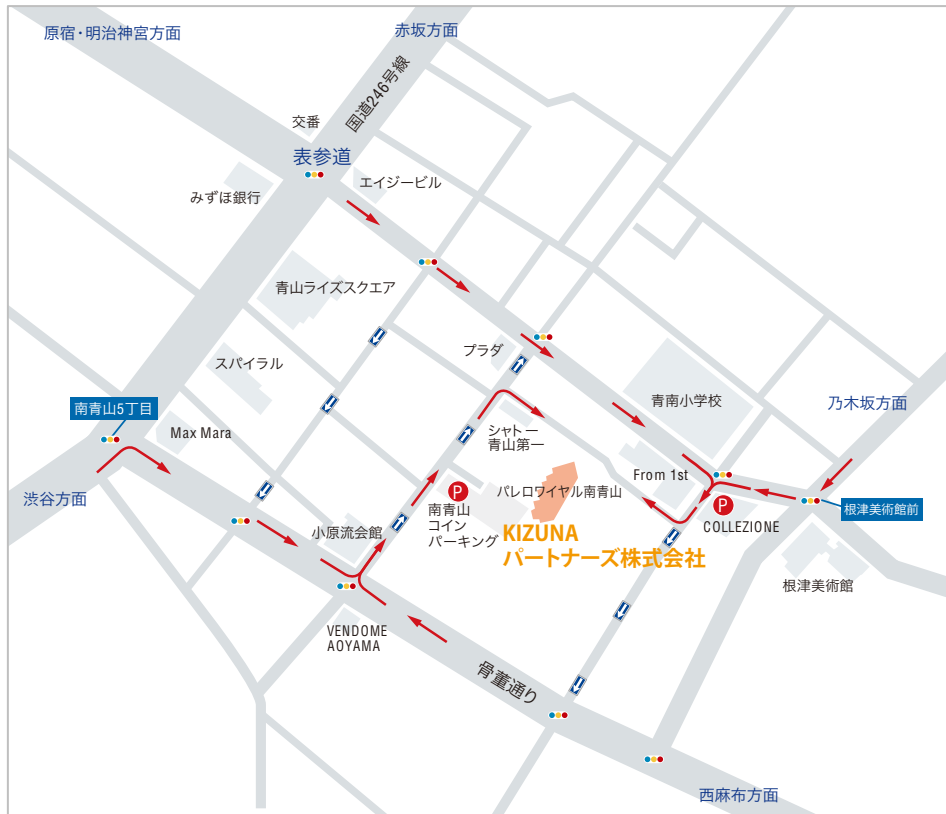 原宿・明治神宮方面
赤坂方面
国道246号線
交番
表参道
エイジービル
みずほ銀行
青山ライズスクエア
プラダ
スパイラル
青南小学校
乃木坂方面
南青山5丁目
Max Mara
シャトー
青山第一
From 1st
渋谷方面
P
パレロワイヤル南青山
P
根津美術館前
南青山
コイン
パーキング
COLLEZIONE
小原流会館
KIZUNA
パートナーズ株式会社
根津美術館
VENDOME
AOYAMA
骨董通り
西麻布方面